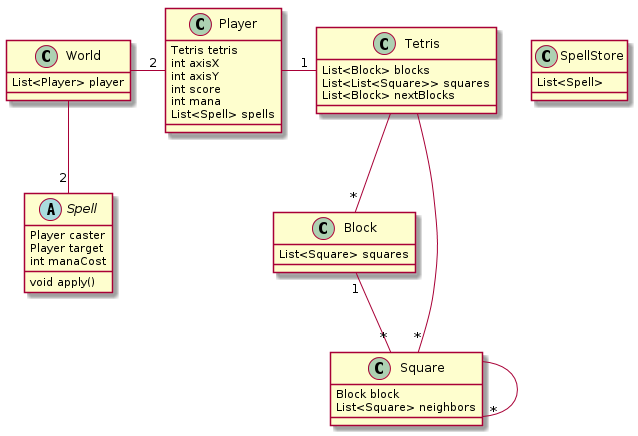 C Player
Tetris tetris
int axisX
int axisY
int score
int mana
List<Spell> spells
C World
List<Player> player
2
1
C Tetris
List<Block> blocks
List<List<Square>> squares
List<Block> nextBlocks
C SpellStore
List<Spell>
2
A Spell
Player caster
Player target
int manaCost
void apply()
*
C Block
List<Square> squares
1
*
*
C Square
Block block
List<Square> neighbors
*